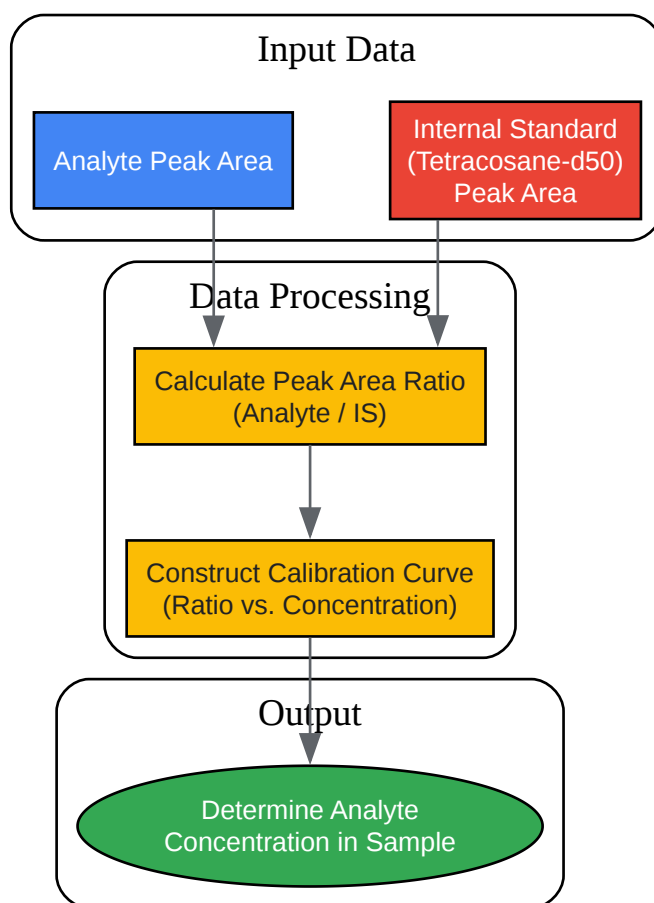 Input Data
Analyte Peak Area
Internal Standard
(Tetracosane-d50)
Peak Area
Data Processing
Calculate Peak Area Ratio
(Analyte / IS)
Construct Calibration Curve
(Ratio vs. Concentration)
Output
Determine Analyte
Concentration in Sample